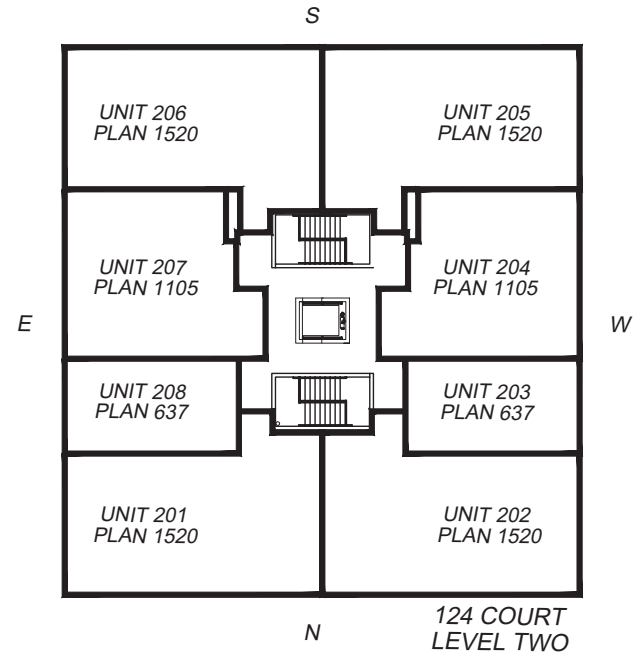 S
UNIT 206
PLAN 1520
UNIT 205
PLAN 1520
UNIT 207
PLAN 1105
UNIT 204
PLAN 1105
E
W
UNIT 208
PLAN 637
UNIT 203
PLAN 637
UNIT 201
PLAN 1520
UNIT 202
PLAN 1520
N
124 COURT
LEVEL TWO